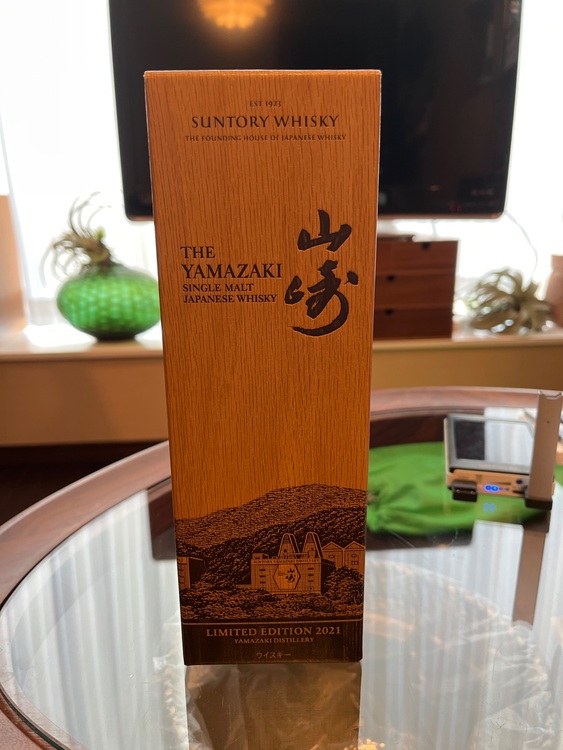 EST 1923
SUNTORY WHISKY
THE FOUNDING HOUSE OF JAPANESE WHISKY
THE
YAMAZAKI
SINGLE MALT
JAPANESE WHISKY
山崎
LIMITED EDITION 2021
YAMAZAKI DISTILLERY
ウイスキー